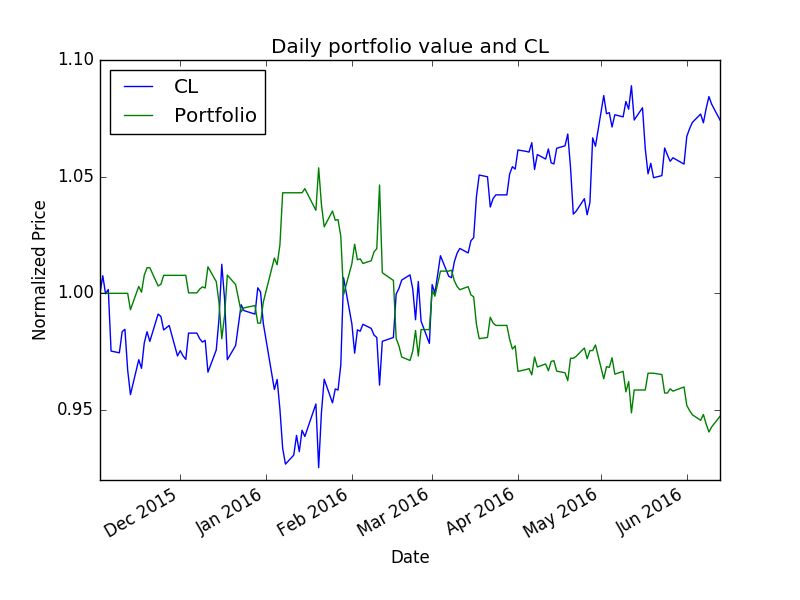 Daily portfolio value and CL
1.10
1.05
1.00
0.95
Normalized Price
CL
Portfolio
Dec 2015
Jan 2016
Feb 2016
Mar 2016
Apr 2016
May 2016
Jun 2016
Date